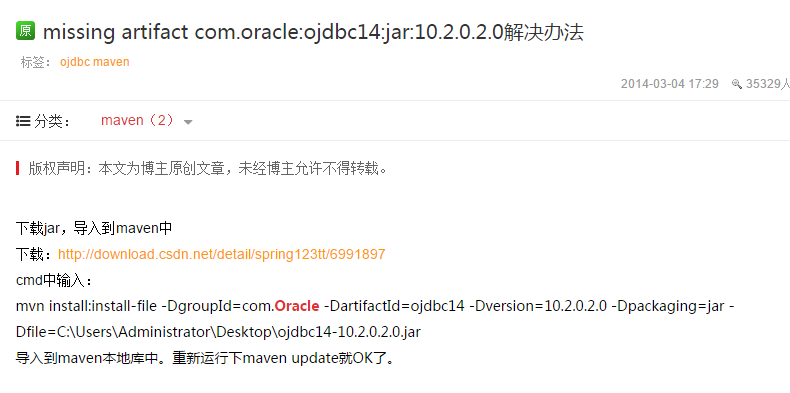 原 missing artifact com.oracle:ojdbc14:jar:10.2.0.2.0解决办法
标签： ojdbc maven
2014-03-04 17:29 35329人
分类： maven（2）
版权声明：本文为博主原创文章，未经博主允许不得转载。
下载jar，导入到maven中
下载：http://download.csdn.net/detail/spring123tt/6991897
cmd中输入：
mvn install:install-file -DgroupId=com.Oracle -DartifactId=ojdbc14 -Dversion=10.2.0.2.0 -Dpackaging=jar -
Dfile=C:\Users\Administrator\Desktop\ojdbc14-10.2.0.2.0.jar
导入到maven本地库中。重新运行下maven update就OK了。